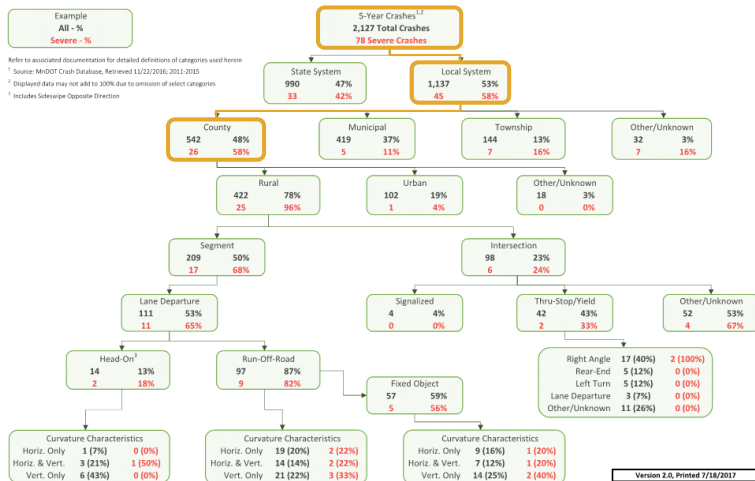 Example
All - %
Severe - %
5-Year Crashes1,2
2,127 Total Crashes
78 Severe Crashes
Refer to associated documentation for detailed definitions of categories used herein
1 Source: MnDOT Crash Database, Retrieved 11/22/2016; 2011-2015
2 Displayed data may not add to 100% due to omission of select categories
3 Includes Sideswipe Opposite Direction
State System
990 47%
33 42%
Local System
1,137 53%
45 58%
County
542 48%
26 58%
Municipal
419 37%
5 11%
Township
144 13%
7 16%
Other/Unknown
32 3%
7 16%
Rural
422 78%
25 96%
Urban
102 19%
1 4%
Other/Unknown
18 3%
0 0%
Segment
209 50%
17 68%
Intersection
98 23%
6 24%
Lane Departure
111 53%
11 65%
Signalized
4 4%
0 0%
Thru-Stop/Yield
42 43%
2 33%
Other/Unknown
52 53%
4 67%
Head-On3
14 13%
2 18%
Run-Off-Road
97 87%
9 82%
Fixed Object
57 59%
5 56%
Right Angle 17 (40%) 2 (100%)
Rear-End 5 (12%) 0 (0%)
Left Turn 5 (12%) 0 (0%)
Lane Departure 3 (7%) 0 (0%)
Other/Unknown 11 (26%) 0 (0%)
Curvature Characteristics
Horiz. Only 1 (7%) 0 (0%)
Horiz. & Vert. 3 (21%) 1 (50%)
Vert. Only 6 (43%) 0 (0%)
Curvature Characteristics
Horiz. Only 19 (20%) 2 (22%)
Horiz. & Vert. 14 (14%) 2 (22%)
Vert. Only 21 (22%) 3 (33%)
Curvature Characteristics
Horiz. Only 9 (16%) 1 (20%)
Horiz. & Vert. 7 (12%) 1 (20%)
Vert. Only 14 (25%) 2 (40%)
Version 2.0, Printed 7/18/2017